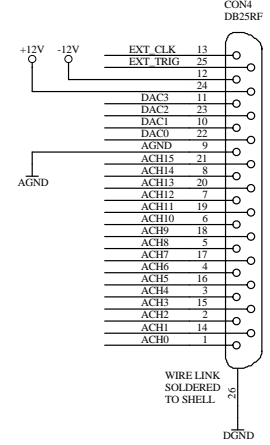 CON4
DB25RF
+12V -12V
EXT_CLK 13
EXT_TRIG 25
12
24
DAC3 11
DAC2 23
DAC1 10
DAC0 22
AGND 9
ACH15 21
ACH14 8
AGND
ACH13 20
ACH12 7
ACH11 19
ACH10 6
ACH9 18
ACH8 5
ACH7 17
ACH6 4
ACH5 16
ACH4 3
ACH3 15
ACH2 2
ACH1 14
ACH0 1
WIRE LINK
SOLDERED
TO SHELL
26
DGND